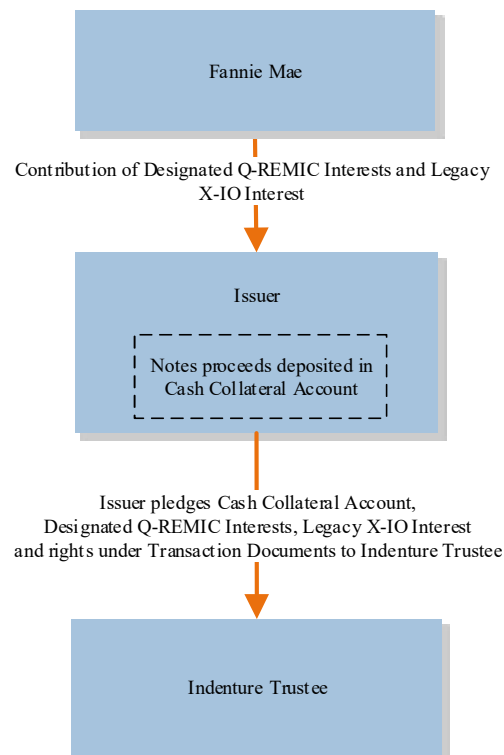 Fannie Mae
Contribution of Designated Q-REMIC Interests and Legacy
X-IO Interest
Issuer
Notes proceeds deposited in
Cash Collateral Account
Issuer pledges Cash Collateral Account,
Designated Q-REMIC Interests, Legacy X-IO Interest
and rights under Transaction Documents to Indenture Trustee
Indenture Trustee